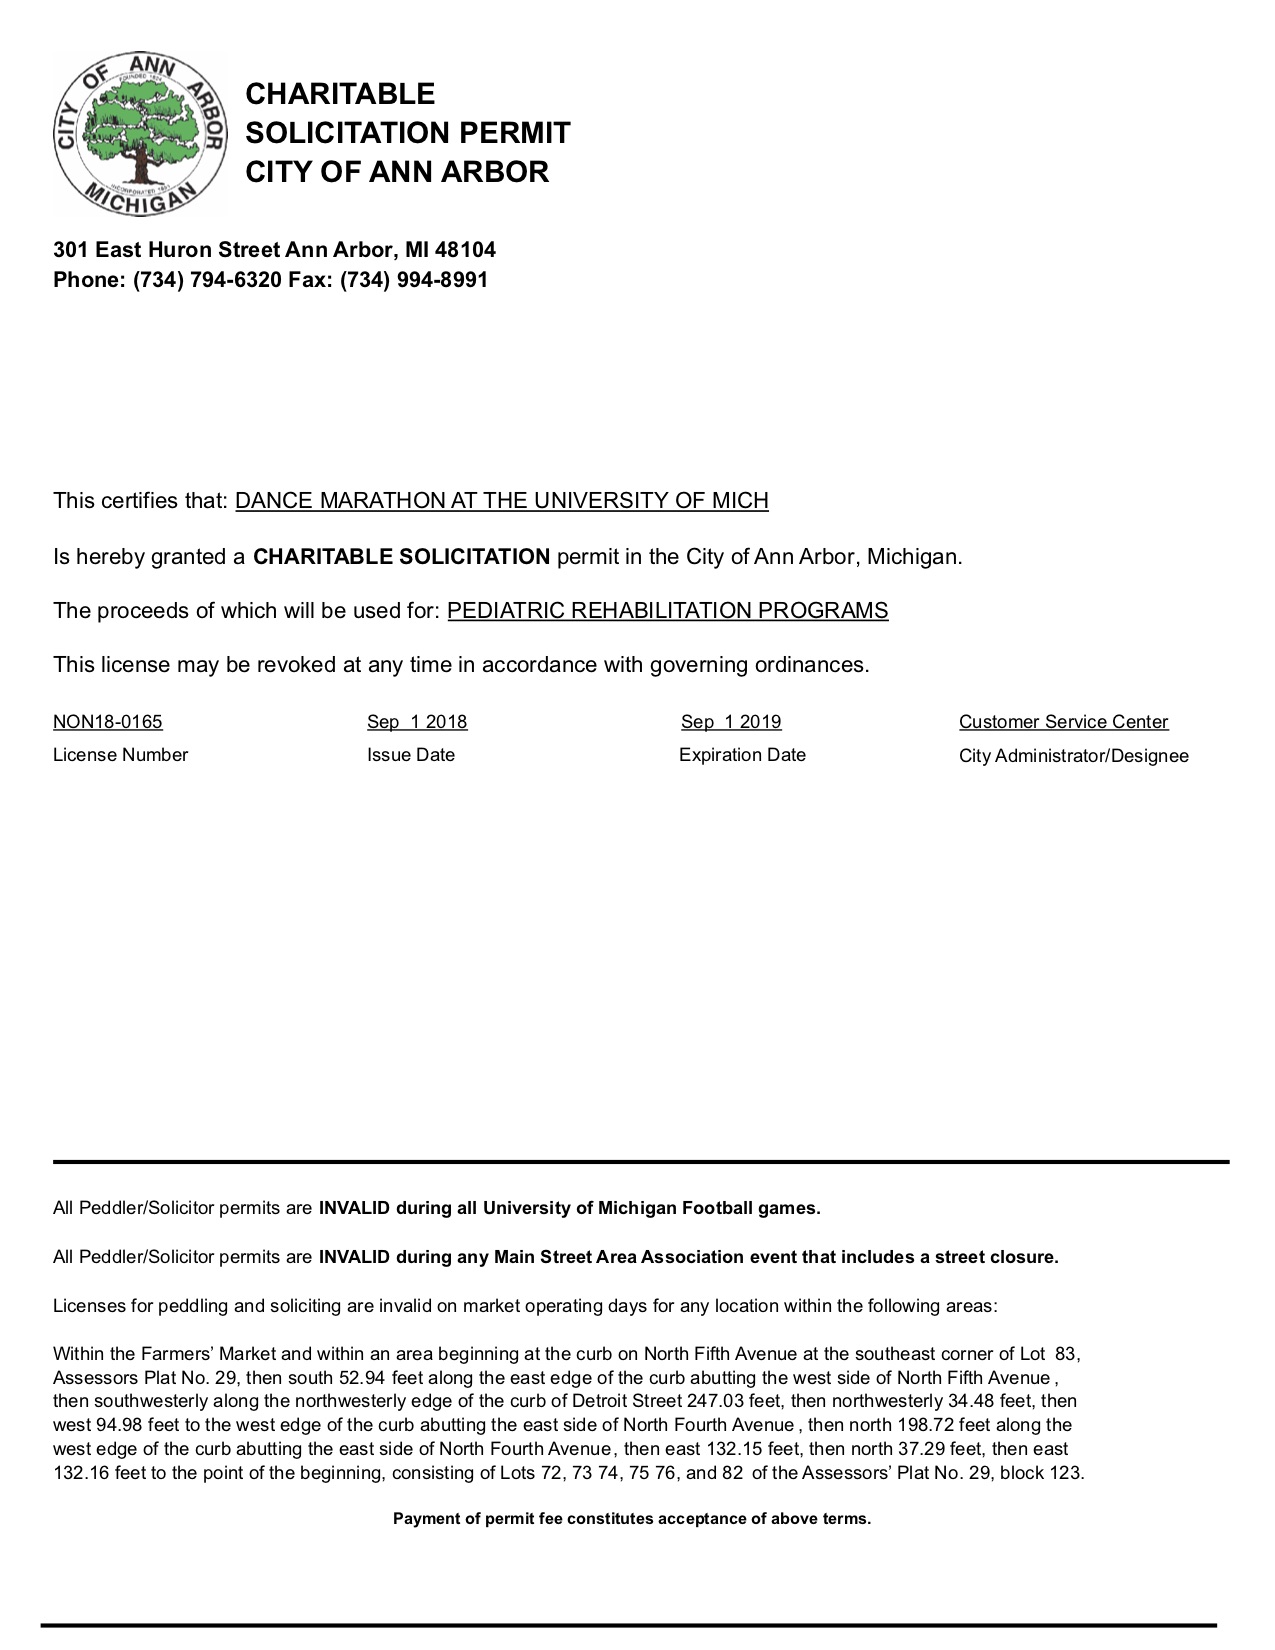 CITY OF ANN ARBOR
FOUNDED 1824
INCORPORATED 1851
MICHIGAN
CHARITABLE
SOLICITATION PERMIT
CITY OF ANN ARBOR
301 East Huron Street Ann Arbor, MI 48104
Phone: (734) 794-6320 Fax: (734) 994-8991
This certifies that: DANCE MARATHON AT THE UNIVERSITY OF MICH
Is hereby granted a CHARITABLE SOLICITATION permit in the City of Ann Arbor, Michigan.
The proceeds of which will be used for: PEDIATRIC REHABILITATION PROGRAMS
This license may be revoked at any time in accordance with governing ordinances.
NON18-0165 Sep 1 2018 Sep 1 2019 Customer Service Center
License Number Issue Date Expiration Date City Administrator/Designee
All Peddler/Solicitor permits are INVALID during all University of Michigan Football games.
All Peddler/Solicitor permits are INVALID during any Main Street Area Association event that includes a street closure.
Licenses for peddling and soliciting are invalid on market operating days for any location within the following areas:
Within the Farmers’ Market and within an area beginning at the curb on North Fifth Avenue at the southeast corner of Lot 83,
Assessors Plat No. 29, then south 52.94 feet along the east edge of the curb abutting the west side of North Fifth Avenue ,
then southwesterly along the northwesterly edge of the curb of Detroit Street 247.03 feet, then northwesterly 34.48 feet, then
west 94.98 feet to the west edge of the curb abutting the east side of North Fourth Avenue , then north 198.72 feet along the
west edge of the curb abutting the east side of North Fourth Avenue, then east 132.15 feet, then north 37.29 feet, then east
132.16 feet to the point of the beginning, consisting of Lots 72, 73 74, 75 76, and 82 of the Assessors’ Plat No. 29, block 123.
Payment of permit fee constitutes acceptance of above terms.